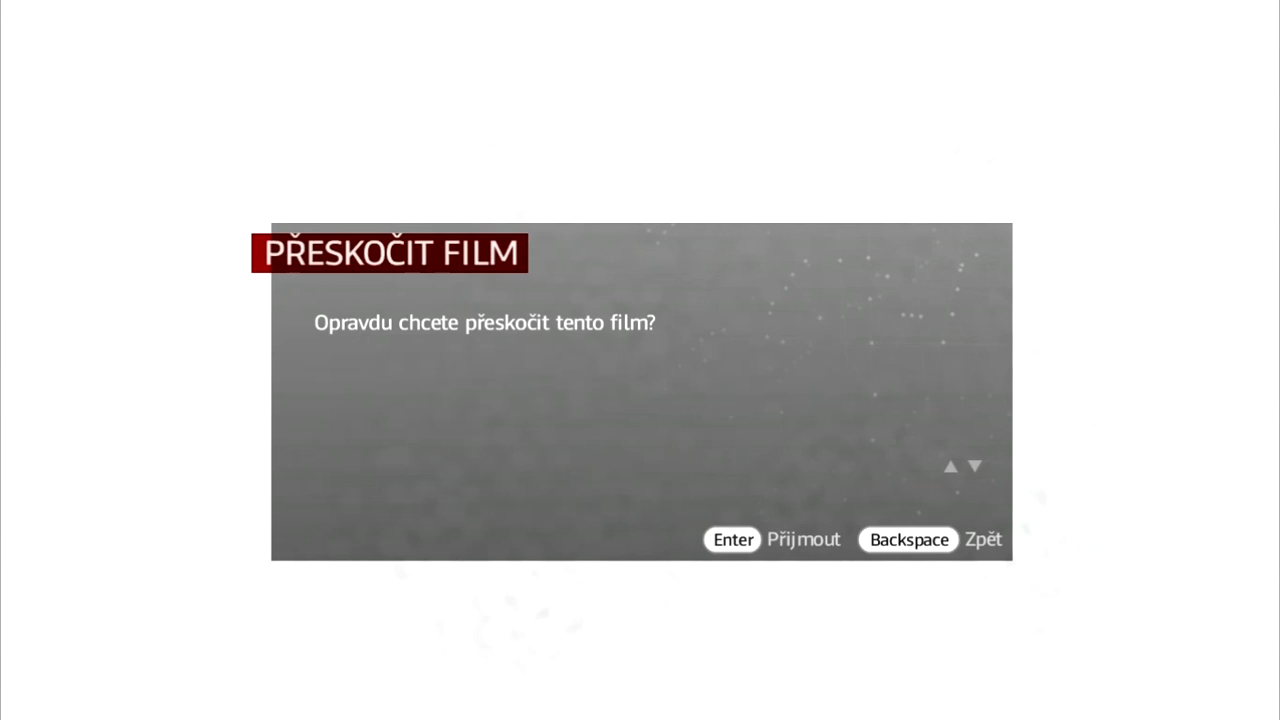 PŘESKOČIT FILM
Opravdu chcete přeskočit tento film?
Enter Přijmout Backspace Zpět